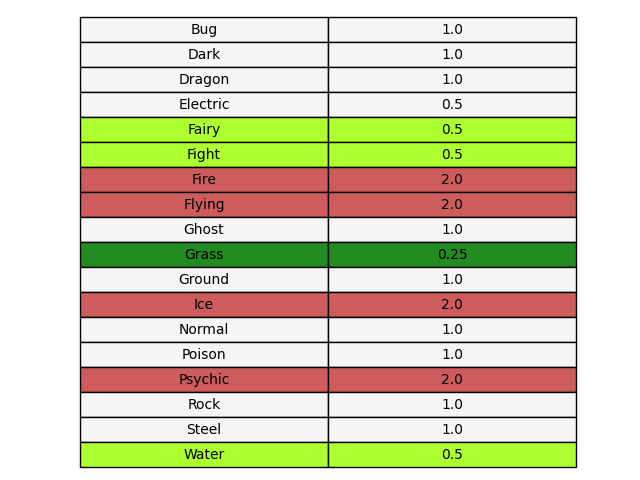 Bug 1.0
Dark 1.0
Dragon 1.0
Electric 0.5
Fairy 0.5
Fight 0.5
Fire 2.0
Flying 2.0
Ghost 1.0
Grass 0.25
Ground 1.0
Ice 2.0
Normal 1.0
Poison 1.0
Psychic 2.0
Rock 1.0
Steel 1.0
Water 0.5